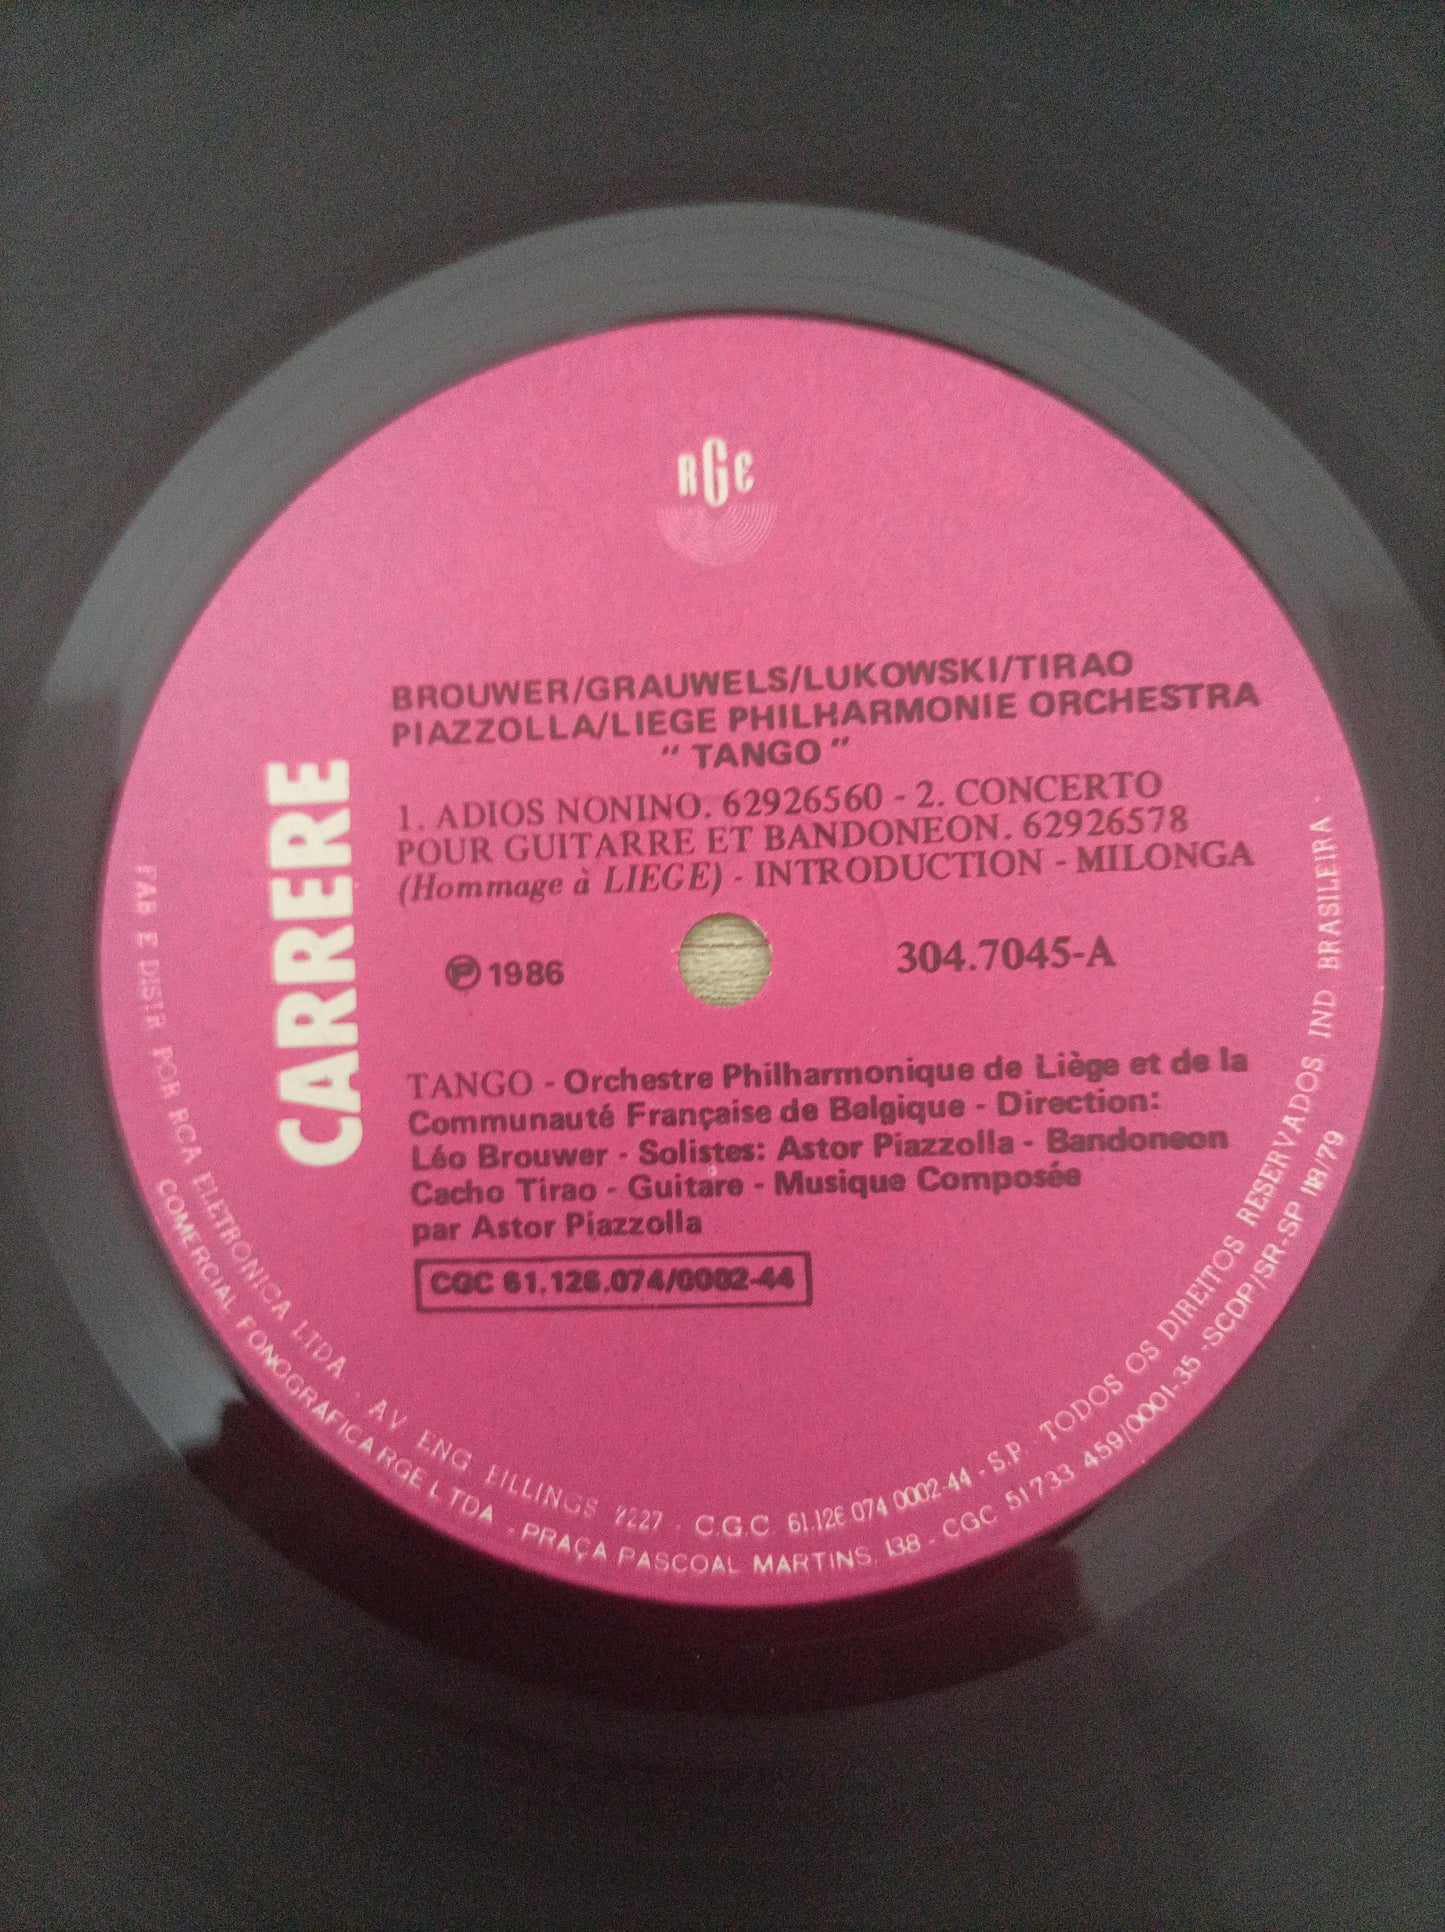 RGE
BROUWER/GRAUWELS/LUKOWSKI/TIRAO
PIAZZOLLA/LIEGE PHILHARMONIE ORCHESTRA
" TANGO "
1. ADIOS NONINO. 62926560 - 2. CONCERTO
POUR GUITARRE ET BANDONEON. 62926578
(Hommage à LIEGE) - INTRODUCTION - MILONGA
CARRERE
℗ 1986
304.7045-A
TANGO - Orchestre Philharmonique de Liège et de la
Communauté Française de Belgique - Direction:
Léo Brouwer - Solistes: Astor Piazzolla - Bandoneon
Cacho Tirao - Guitare - Musique Composée
par Astor Piazzolla
CGC 61.126.074/0002-44
FAB E DISTR POR RCA ELETRONICA LTDA . AV ENG BILLINGS 2227 . C.G.C. 61.126 074 0002-44 - S.P. . TODOS OS DIREITOS RESERVADOS IND BRASILEIRA .
COMERCIAL FONOGRAFICA RGE LTDA . PRAÇA PASCOAL MARTINS, 138 - CGC 51 733 459/0001-35 - SCDP/SR-SP 118/79